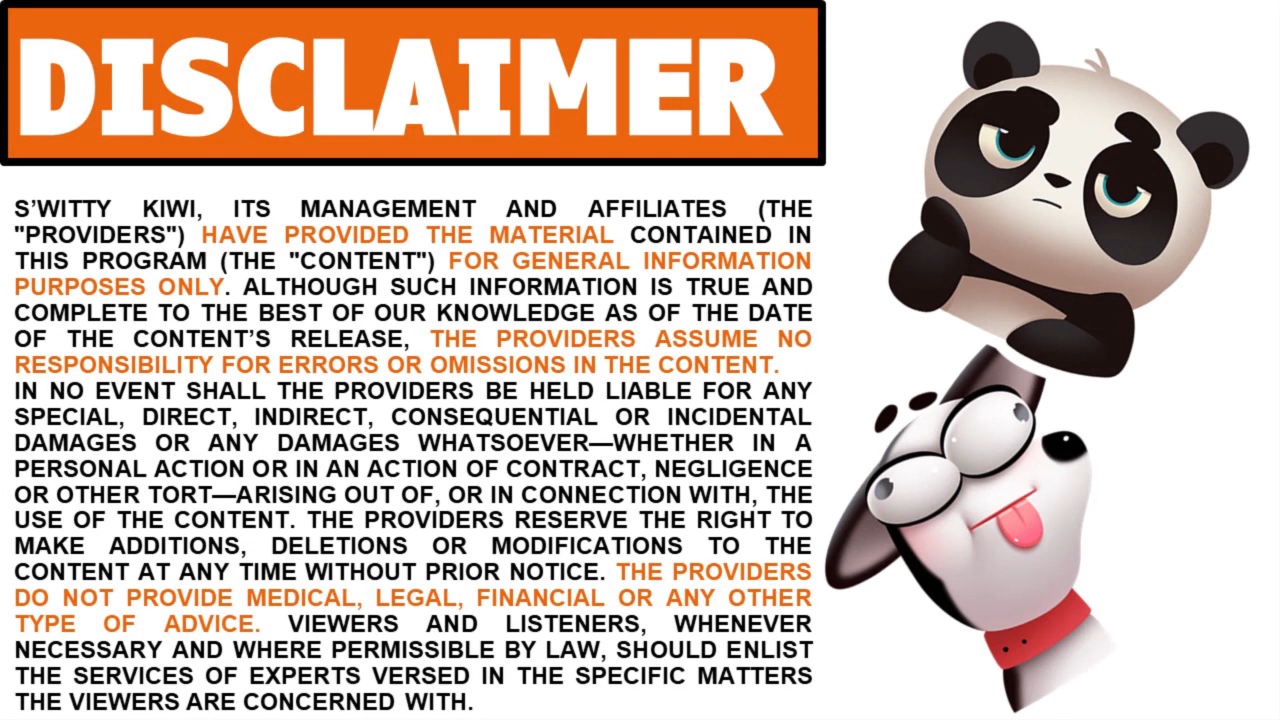 DISCLAIMER
S’WITTY KIWI, ITS MANAGEMENT AND AFFILIATES (THE
"PROVIDERS") HAVE PROVIDED THE MATERIAL CONTAINED IN
THIS PROGRAM (THE "CONTENT") FOR GENERAL INFORMATION
PURPOSES ONLY. ALTHOUGH SUCH INFORMATION IS TRUE AND
COMPLETE TO THE BEST OF OUR KNOWLEDGE AS OF THE DATE
OF THE CONTENT’S RELEASE, THE PROVIDERS ASSUME NO
RESPONSIBILITY FOR ERRORS OR OMISSIONS IN THE CONTENT.
IN NO EVENT SHALL THE PROVIDERS BE HELD LIABLE FOR ANY
SPECIAL, DIRECT, INDIRECT, CONSEQUENTIAL OR INCIDENTAL
DAMAGES OR ANY DAMAGES WHATSOEVER—WHETHER IN A
PERSONAL ACTION OR IN AN ACTION OF CONTRACT, NEGLIGENCE
OR OTHER TORT—ARISING OUT OF, OR IN CONNECTION WITH, THE
USE OF THE CONTENT. THE PROVIDERS RESERVE THE RIGHT TO
MAKE ADDITIONS, DELETIONS OR MODIFICATIONS TO THE
CONTENT AT ANY TIME WITHOUT PRIOR NOTICE. THE PROVIDERS
DO NOT PROVIDE MEDICAL, LEGAL, FINANCIAL OR ANY OTHER
TYPE OF ADVICE. VIEWERS AND LISTENERS, WHENEVER
NECESSARY AND WHERE PERMISSIBLE BY LAW, SHOULD ENLIST
THE SERVICES OF EXPERTS VERSED IN THE SPECIFIC MATTERS
THE VIEWERS ARE CONCERNED WITH.